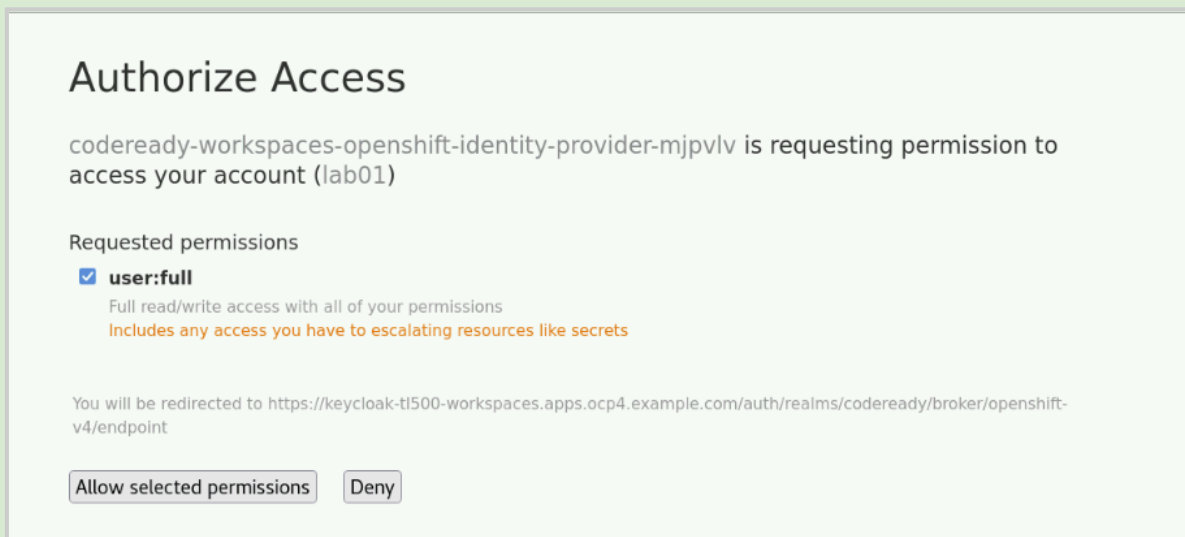 Authorize Access
codeready-workspaces-openshift-identity-provider-mjpvlv is requesting permission to
access your account (lab01)
Requested permissions
user:full
Full read/write access with all of your permissions
Includes any access you have to escalating resources like secrets
You will be redirected to https://keycloak-tl500-workspaces.apps.ocp4.example.com/auth/realms/codeready/broker/openshift-
v4/endpoint
Allow selected permissions Deny